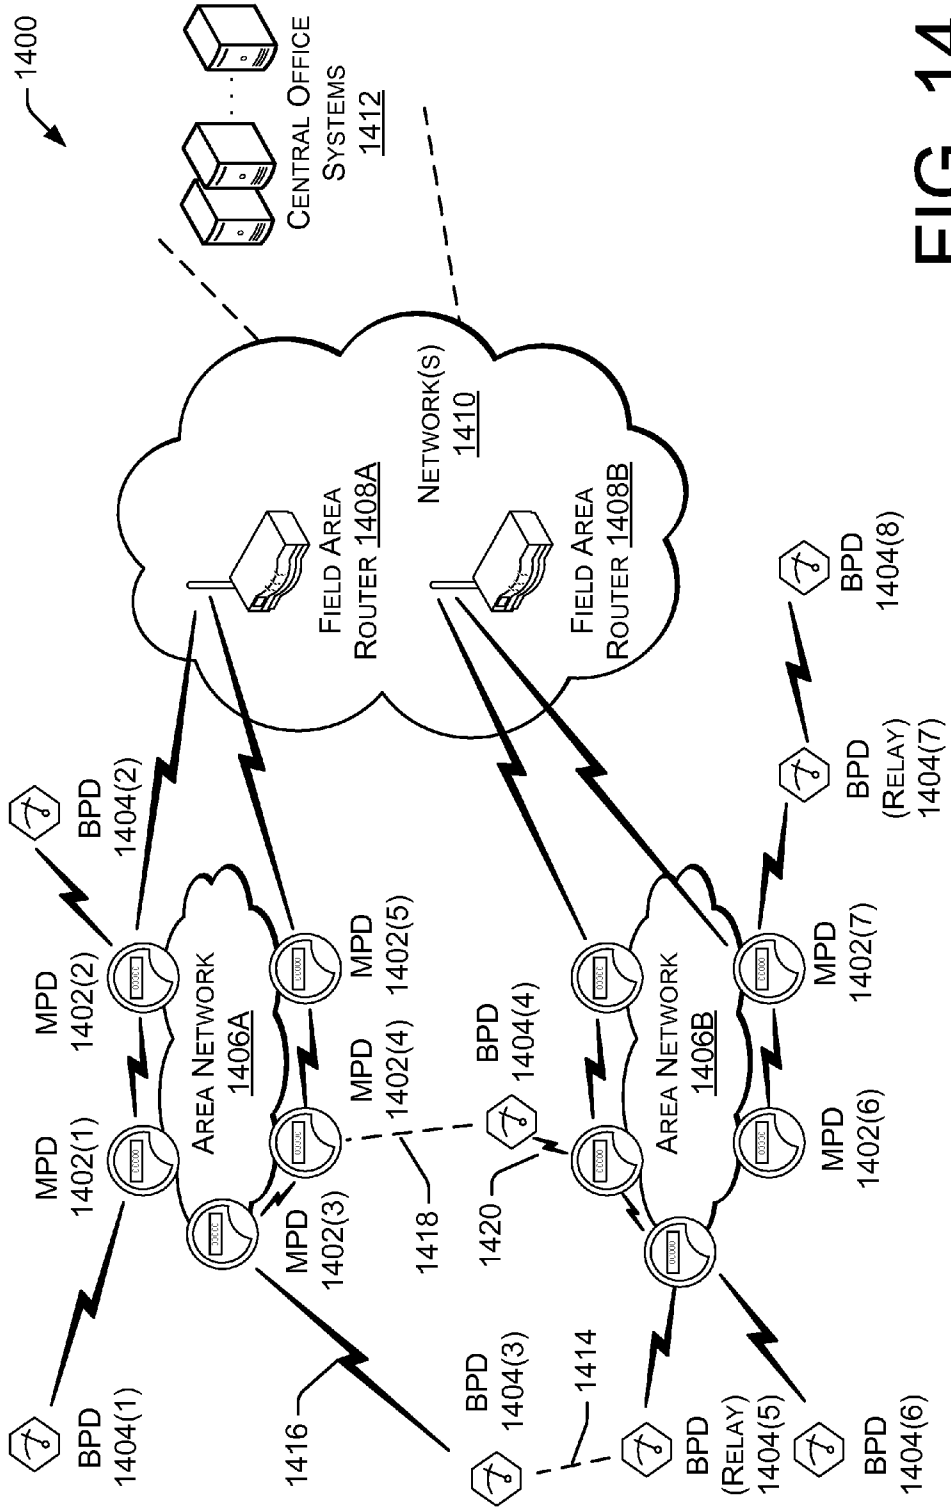 1400
CENTRAL OFFICE
SYSTEMS
1412
NETWORK(S)
1410
FIELD AREA
ROUTER 1408A
FIELD AREA
ROUTER 1408B
BPD
1404(2)
MPD
1402(2)
MPD
1402(1)
BPD
1404(1)
AREA NETWORK
1406A
MPD
1402(5)
MPD
1402(4)
MPD
1402(3)
1416
1418
BPD
1404(4)
1420
BPD
1404(3)
1414
AREA NETWORK
1406B
BPD
(RELAY)
1404(5)
BPD
1404(6)
MPD
1402(6)
MPD
1402(7)
BPD
(RELAY)
1404(7)
BPD
1404(8)
FIG. 14